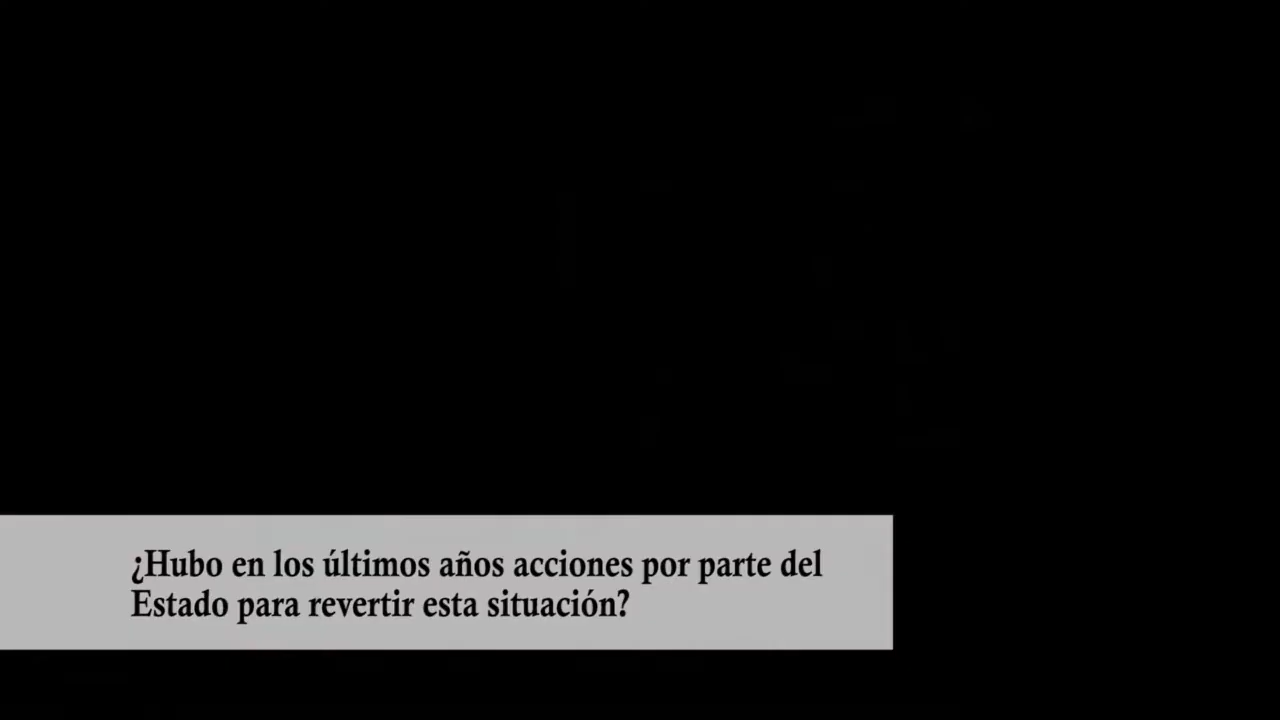 ¿Hubo en los últimos años acciones por parte del
Estado para revertir esta situación?